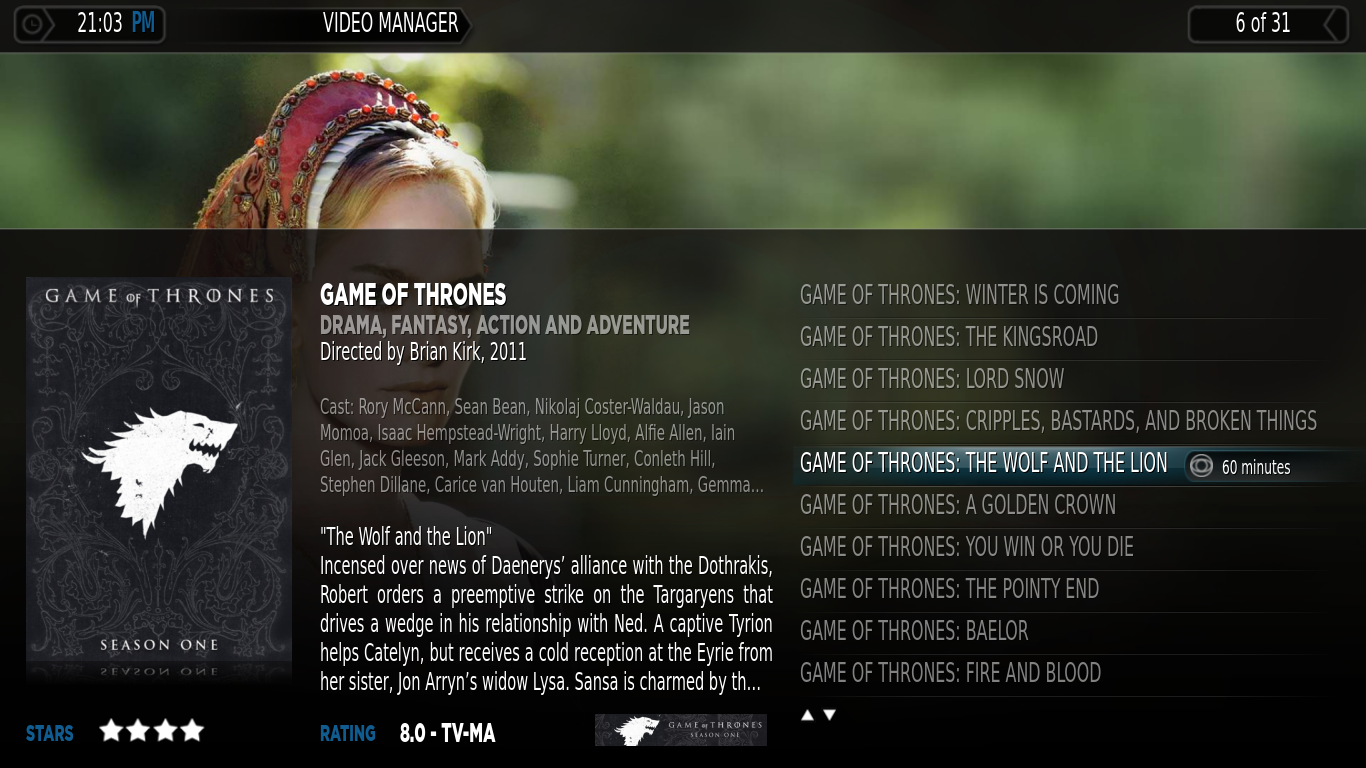 21:03 PM
VIDEO MANAGER
6 of 31
GAME OF THRONES
SEASON ONE
SEASON ONE
GAME OF THRONES
DRAMA, FANTASY, ACTION AND ADVENTURE
Directed by Brian Kirk, 2011
Cast: Rory McCann, Sean Bean, Nikolaj Coster-Waldau, Jason
Momoa, Isaac Hempstead-Wright, Harry Lloyd, Alfie Allen, Iain
Glen, Jack Gleeson, Mark Addy, Sophie Turner, Conleth Hill,
Stephen Dillane, Carice van Houten, Liam Cunningham, Gemma...
"The Wolf and the Lion"
Incensed over news of Daenerys’ alliance with the Dothrakis,
Robert orders a preemptive strike on the Targaryens that
drives a wedge in his relationship with Ned. A captive Tyrion
helps Catelyn, but receives a cold reception at the Eyrie from
her sister, Jon Arryn’s widow Lysa. Sansa is charmed by th...
GAME OF THRONES: WINTER IS COMING
GAME OF THRONES: THE KINGSROAD
GAME OF THRONES: LORD SNOW
GAME OF THRONES: CRIPPLES, BASTARDS, AND BROKEN THINGS
GAME OF THRONES: THE WOLF AND THE LION
60 minutes
GAME OF THRONES: A GOLDEN CROWN
GAME OF THRONES: YOU WIN OR YOU DIE
GAME OF THRONES: THE POINTY END
GAME OF THRONES: BAELOR
GAME OF THRONES: FIRE AND BLOOD
STARS
RATING 8.0 - TV-MA
GAME OF THRONES
SEASON ONE